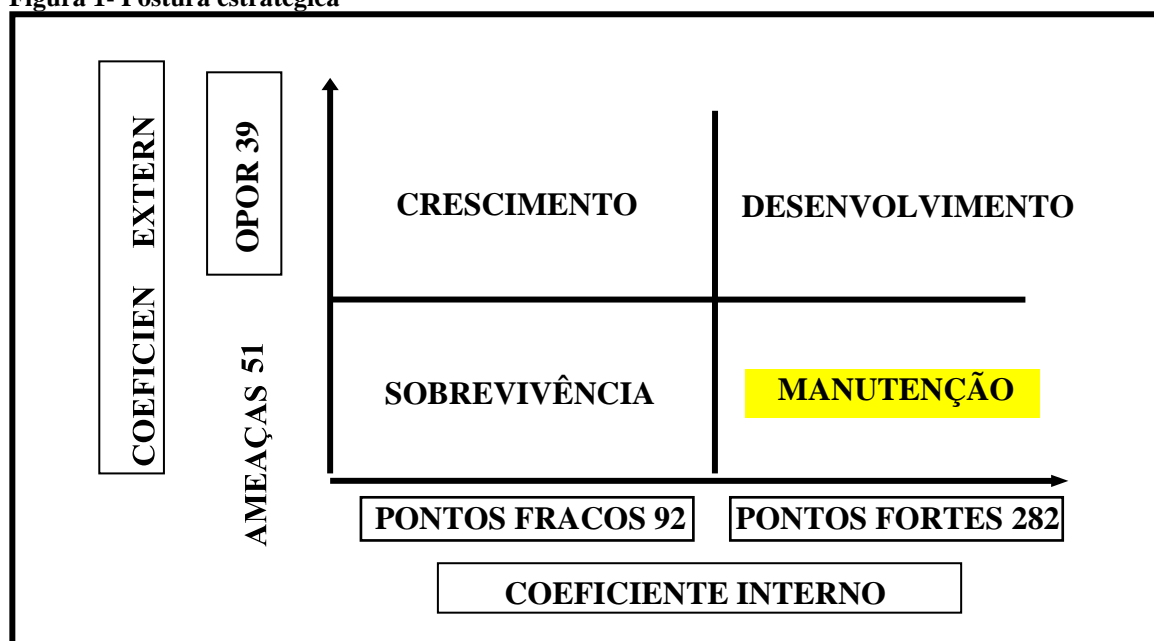 Figura 1- Postura estratégica
COEFICIEN EXTERN
OPOR 39
AMEAÇAS 51
CRESCIMENTO
DESENVOLVIMENTO
SOBREVIVÊNCIA
MANUTENÇÃO
PONTOS FRACOS 92
PONTOS FORTES 282
COEFICIENTE INTERNO